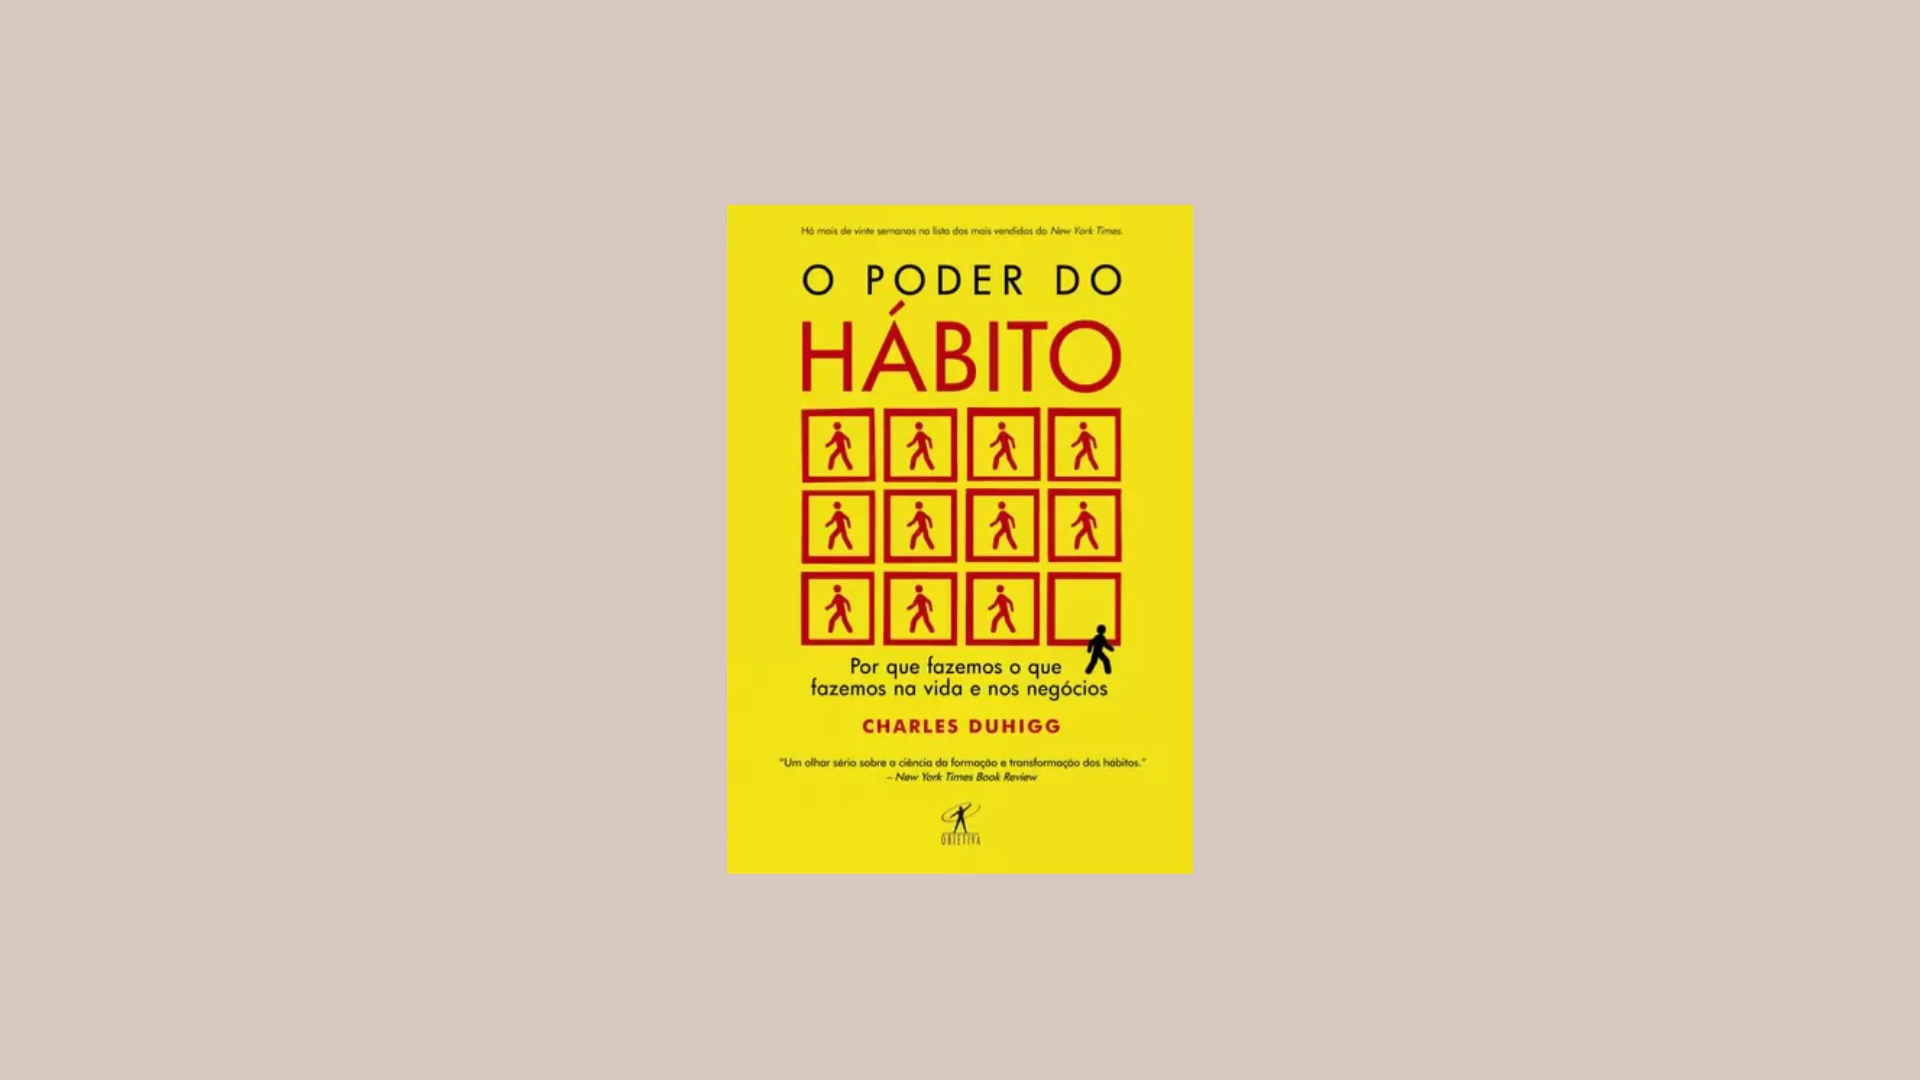 Há mais de vinte semanas na lista dos mais vendidos do New York Times.
O PODER DO
HÁBITO
Por que fazemos o que
fazemos na vida e nos negócios
CHARLES DUHIGG
“Um olhar sério sobre a ciência da formação e transformação dos hábitos.”
– New York Times Book Review
OBJETIVA